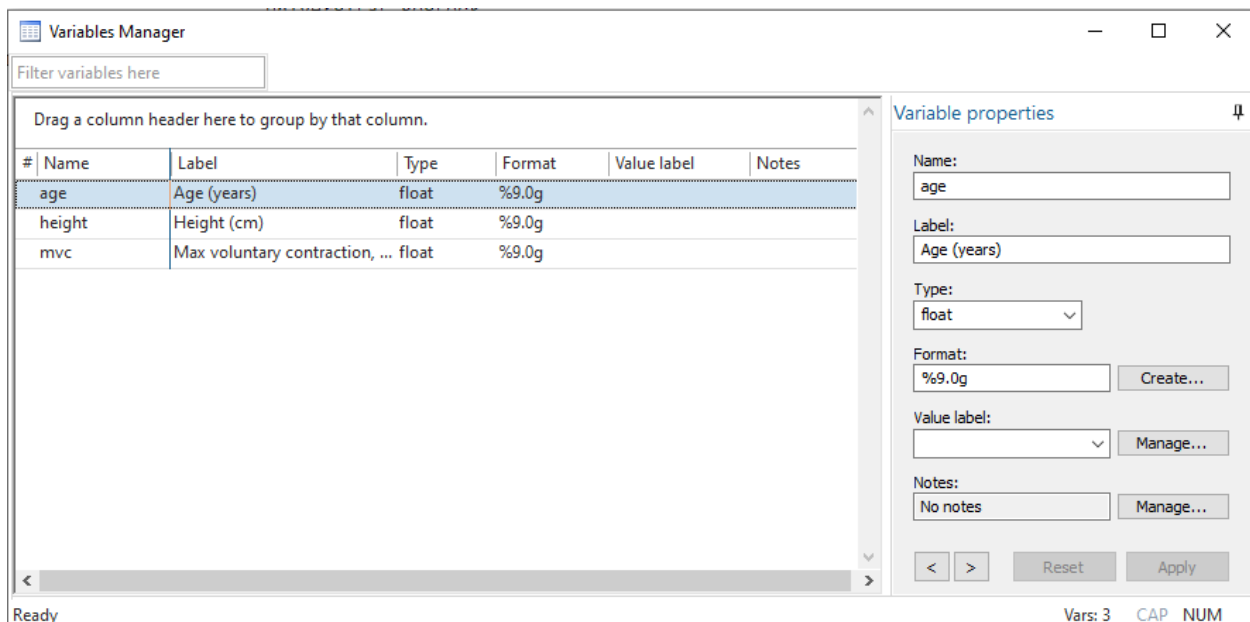 Variables Manager
Filter variables here
Drag a column header here to group by that column.
# Name Label Type Format Value label Notes
age Age (years) float %9.0g
height Height (cm) float %9.0g
mvc Max voluntary contraction, ... float %9.0g
Variable properties
Name:
age
Label:
Age (years)
Type:
float
Format:
%9.0g Create...
Value label:
Manage...
Notes:
No notes Manage...
< > Reset Apply
Ready Vars: 3 CAP NUM